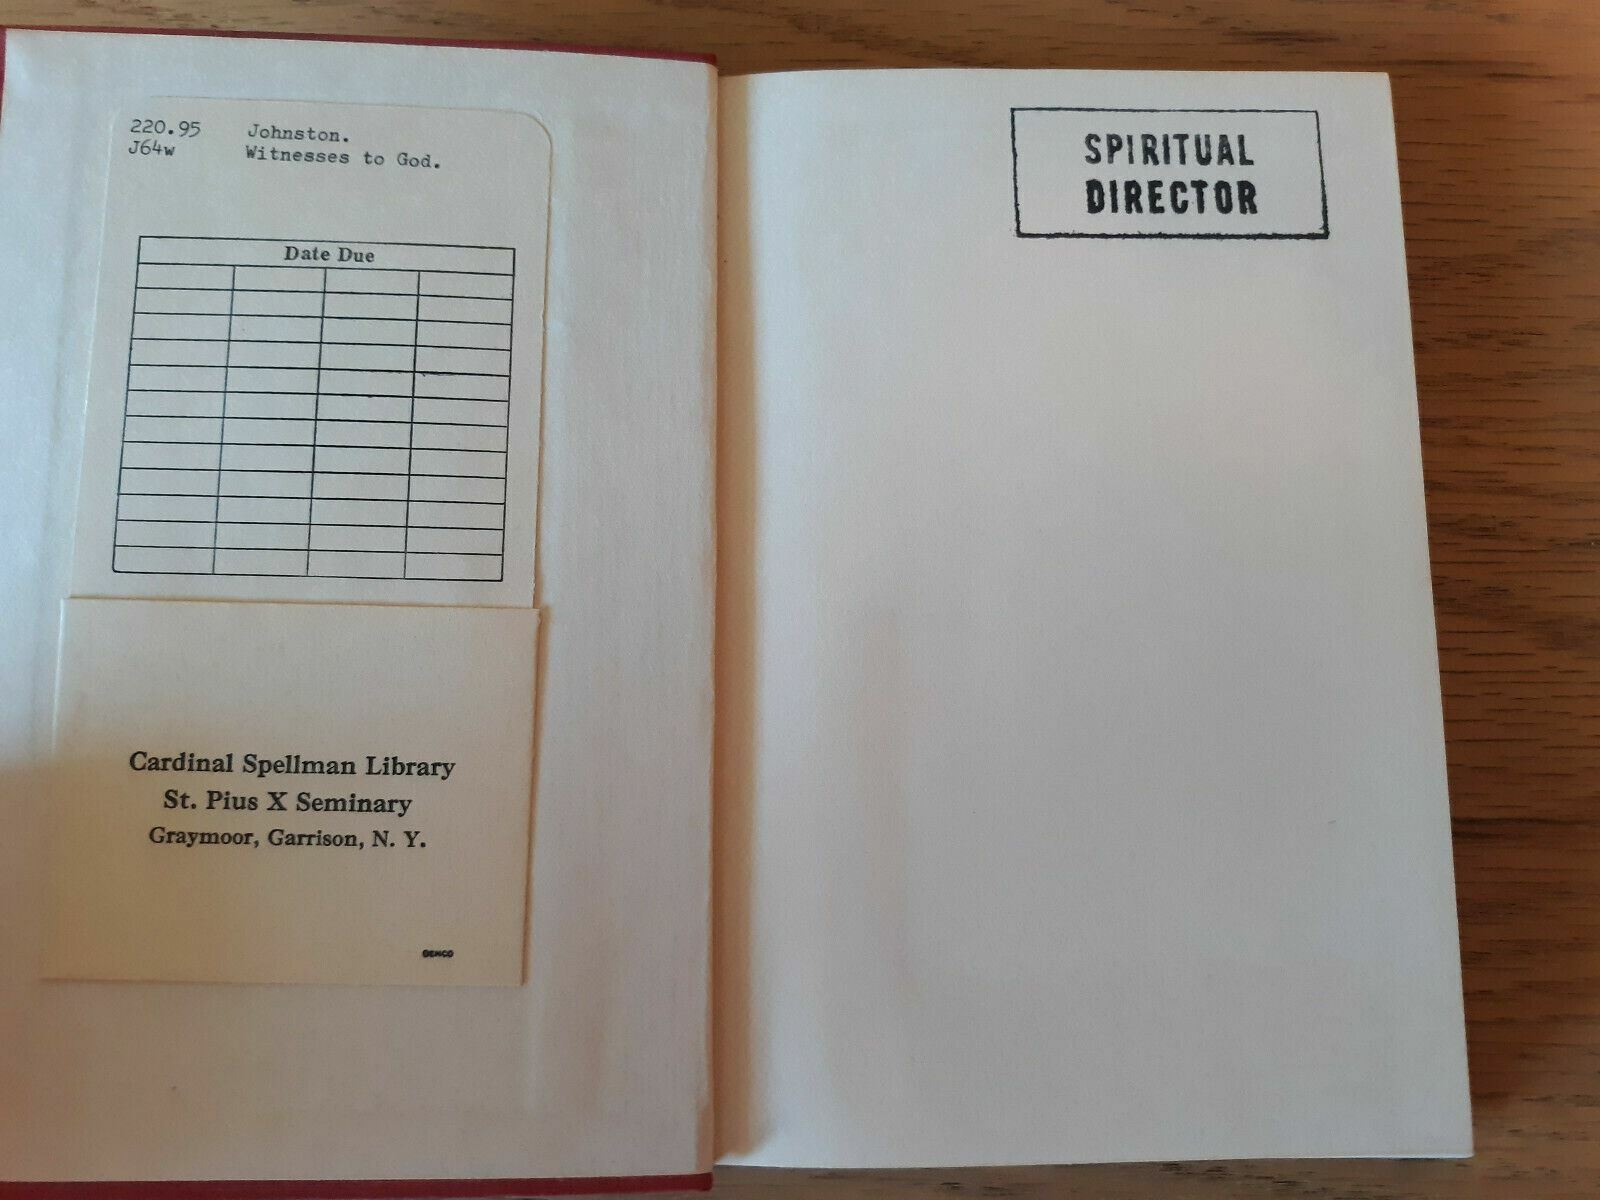 220.95 Johnston.
J64w Witnesses to God.
Date Due
Cardinal Spellman Library
St. Pius X Seminary
Graymoor, Garrison, N. Y.
DEMCO
SPIRITUAL
DIRECTOR